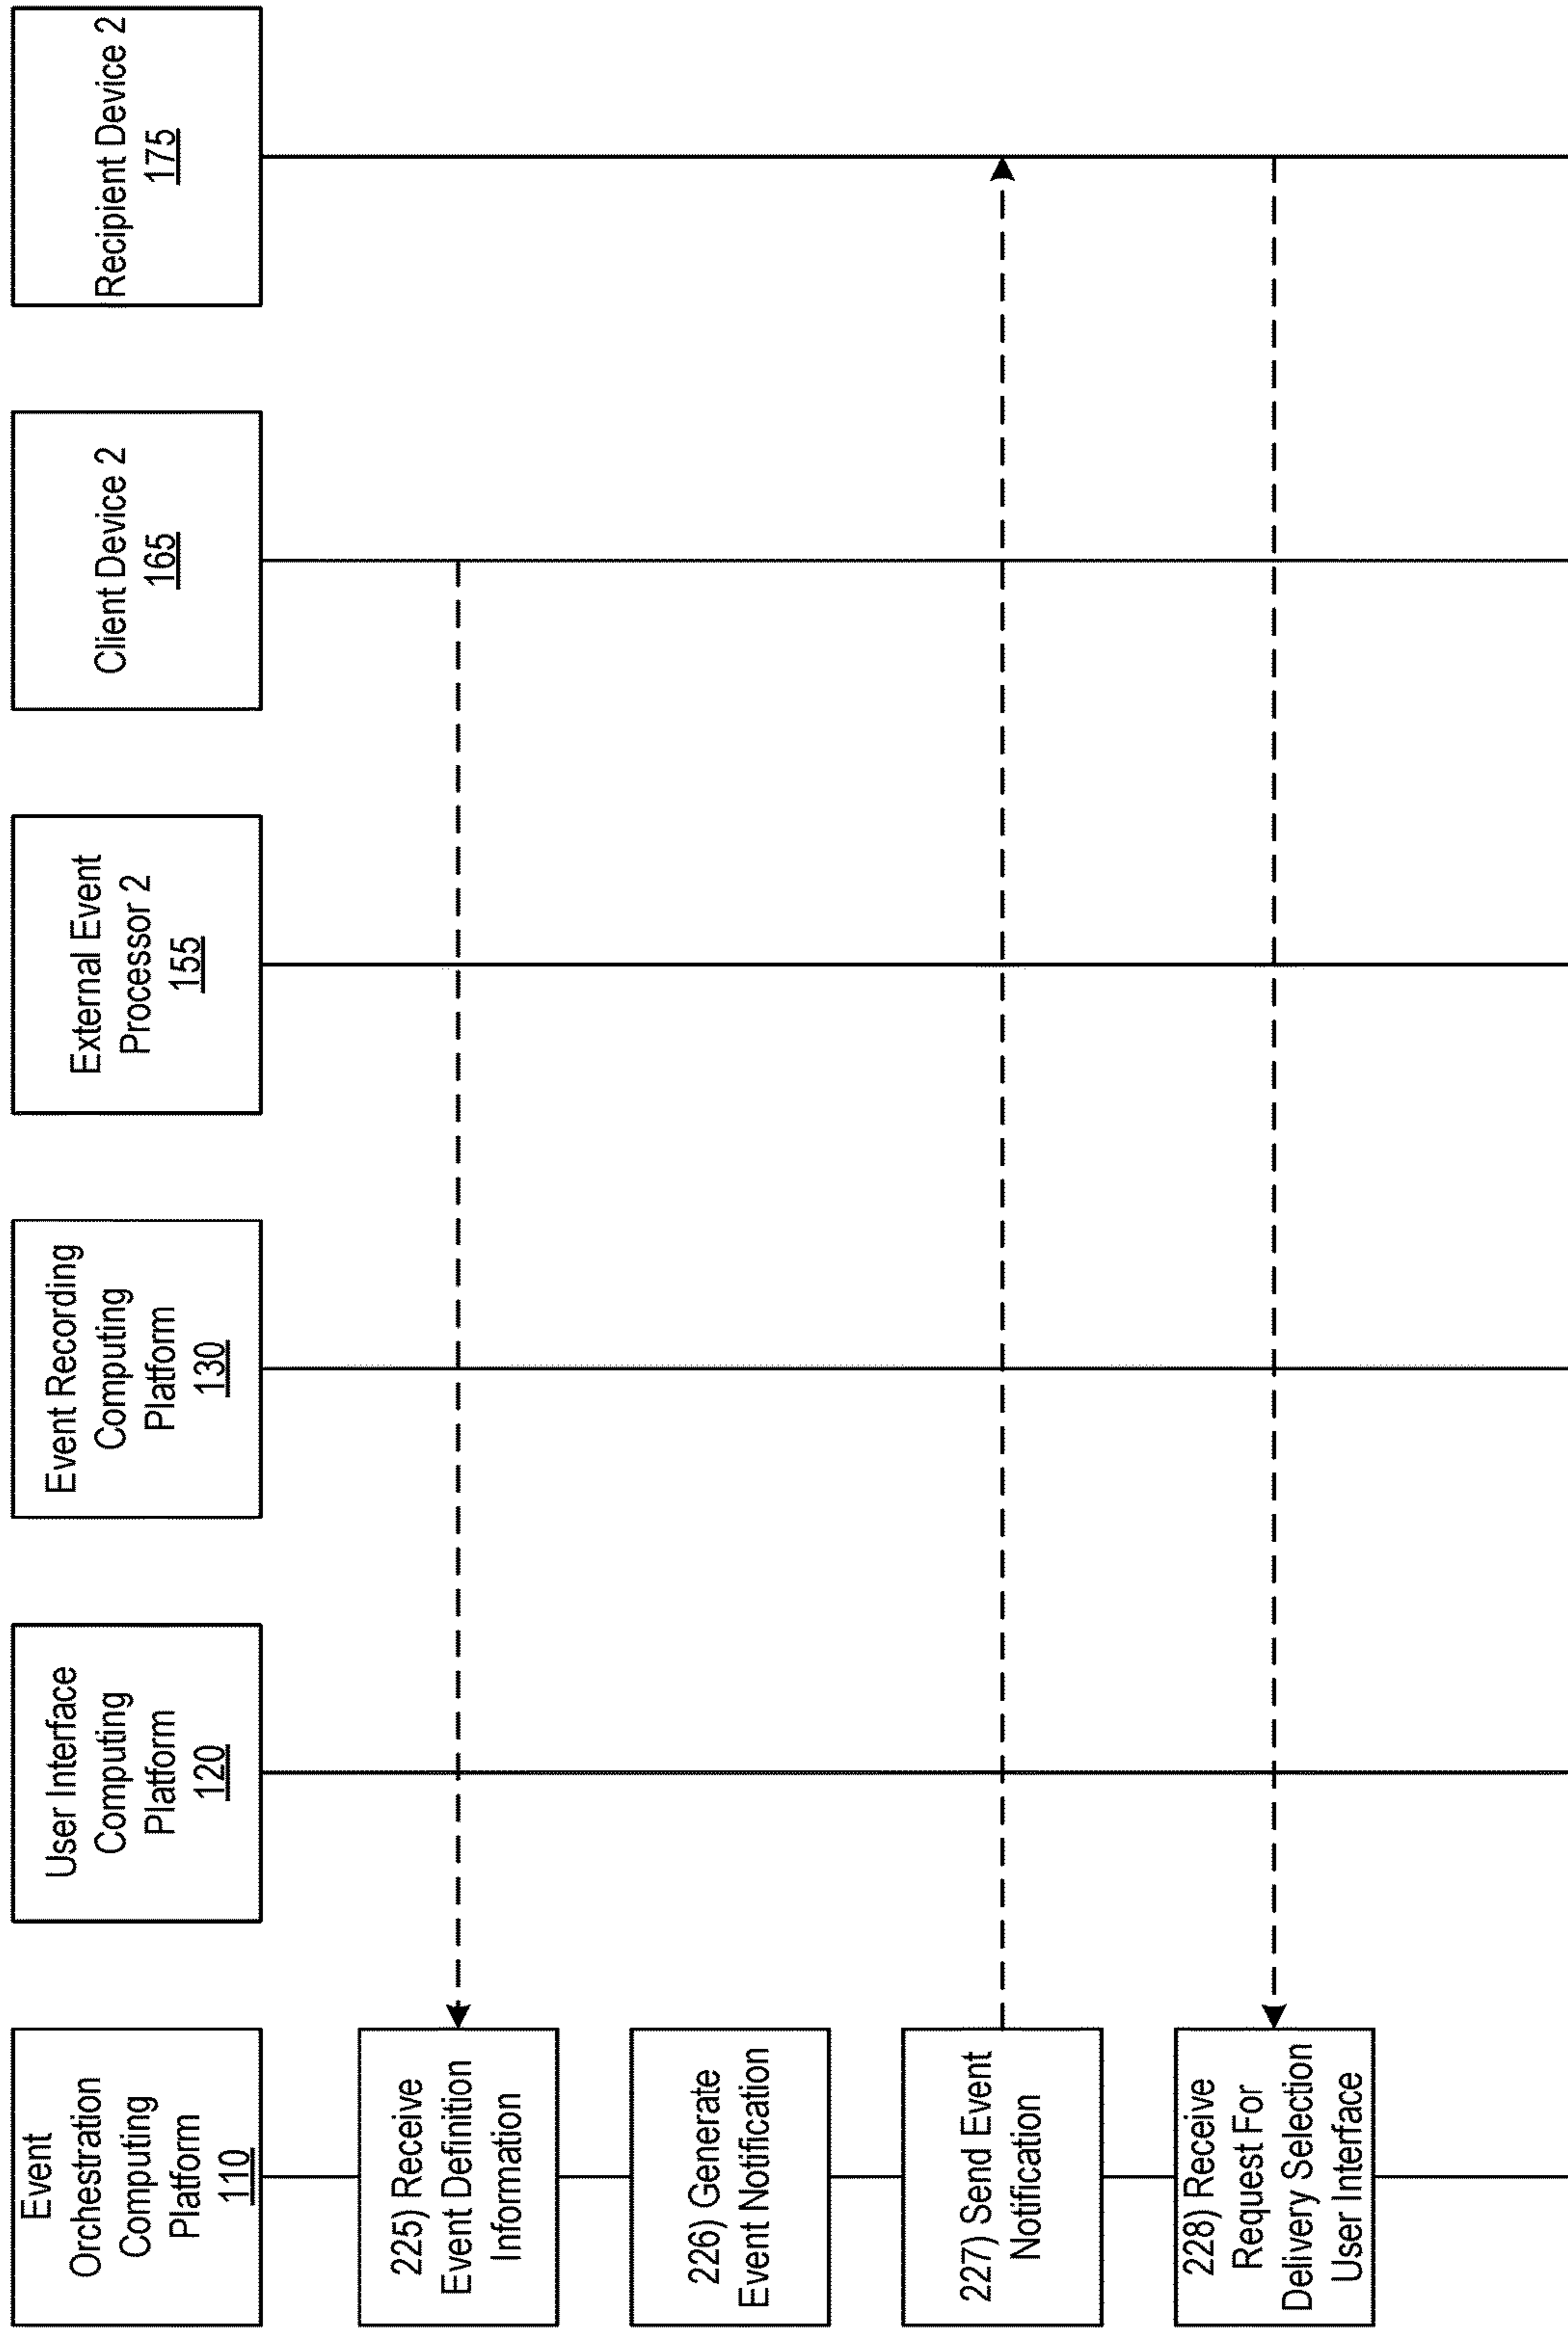 Event
Orchestration
Computing
Platform
110
User Interface
Computing
Platform
120
Event Recording
Computing
Platform
130
External Event
Processor 2
155
Client Device 2
165
Recipient Device 2
175
225) Receive
Event Definition
Information
226) Generate
Event Notification
227) Send Event
Notification
228) Receive
Request For
Delivery Selection
User Interface